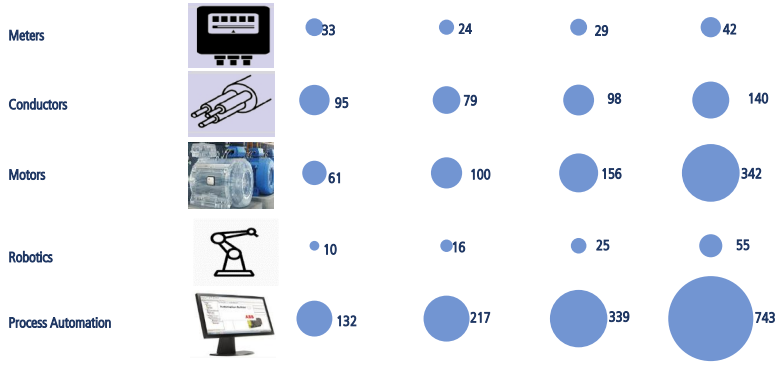 Meters 33 24 29 42
Conductors 95 79 98 140
Motors 61 100 156 342
Robotics 10 16 25 55
Process Automation 132 217 339 743
ABB